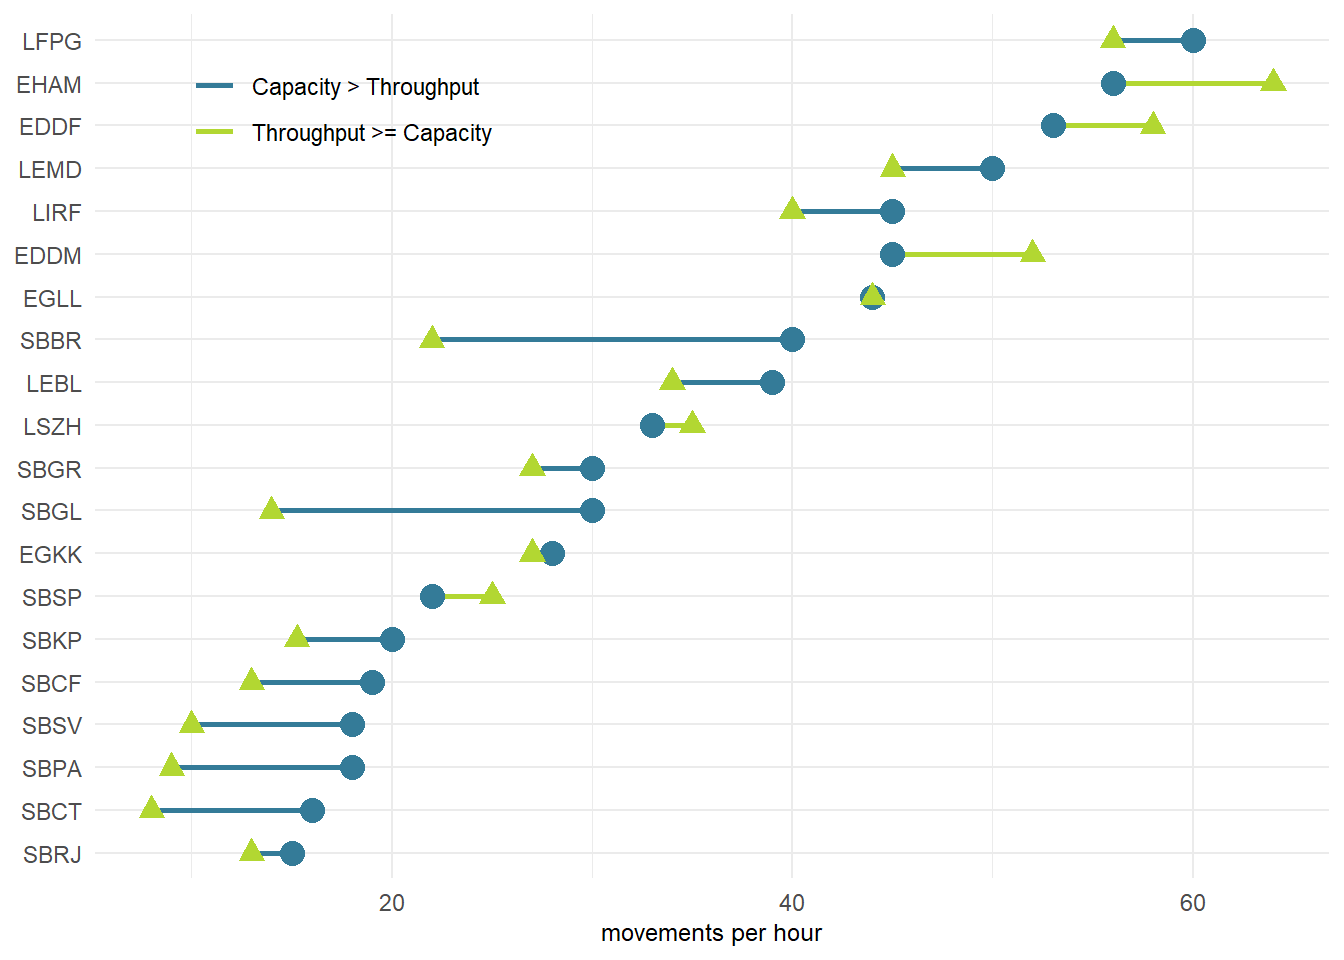 LFPG
EHAM
Capacity > Throughput
EDDF
Throughput >= Capacity
LEMD
LIRF
EDDM
EGLL
SBBR
LEBL
LSZH
SBGR
SBGL
EGKK
SBSP
SBKP
SBCF
SBSV
SBPA
SBCT
SBRJ
20 40 60
movements per hour